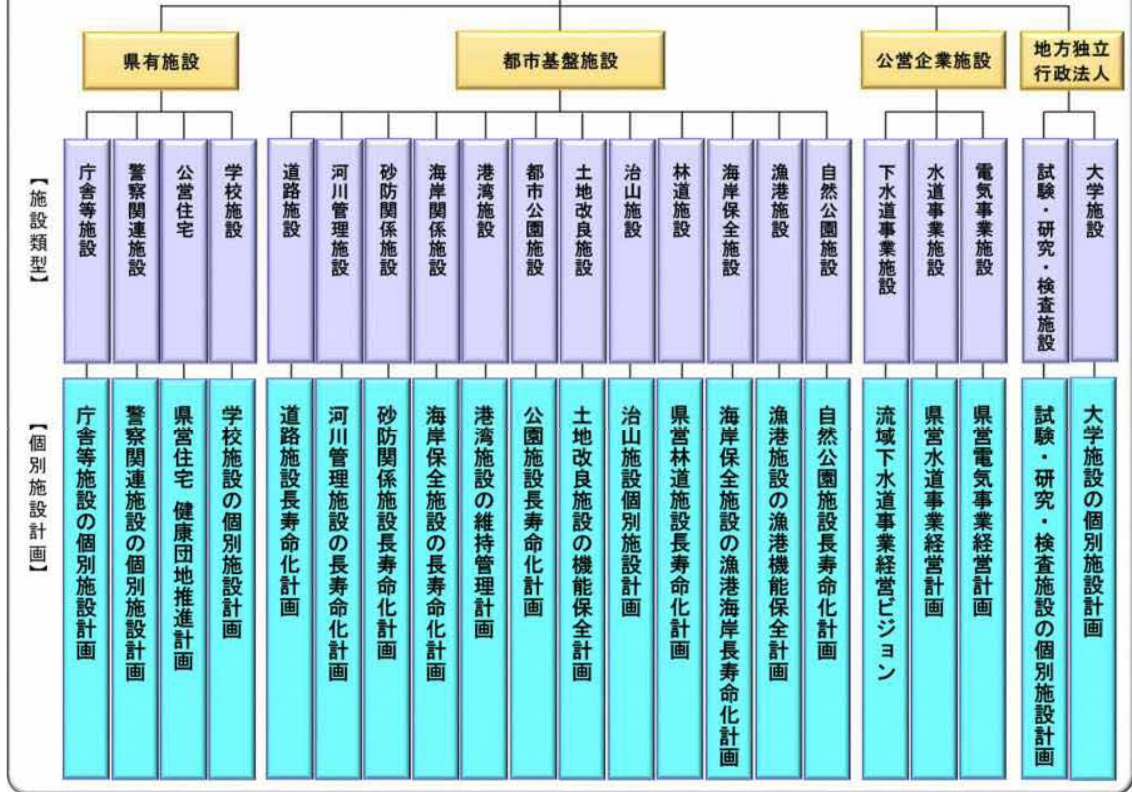 県有施設
都市基盤施設
公営企業施設
地方独立
行政法人
【施設類型】
庁舎等施設
警察関連施設
公営住宅
学校施設
道路施設
河川管理施設
砂防関係施設
海岸関係施設
港湾施設
都市公園施設
土地改良施設
治山施設
林道施設
海岸保全施設
漁港施設
自然公園施設
下水道事業施設
水道事業施設
電気事業施設
試験・研究・検査施設
大学施設
【個別施設計画】
庁舎等施設の個別施設計画
警察関連施設の個別施設計画
県営住宅 健康団地推進計画
学校施設の個別施設計画
道路施設長寿命化計画
河川管理施設の長寿命化計画
砂防関係施設長寿命化計画
海岸保全施設の長寿命化計画
港湾施設の維持管理計画
公園施設長寿命化計画
土地改良施設の機能保全計画
治山施設個別施設計画
県営林道施設長寿命化計画
海岸保全施設の漁港海岸長寿命化計画
漁港施設の漁港機能保全計画
自然公園施設長寿命化計画
流域下水道事業経営ビジョン
県営水道事業経営計画
県営電気事業経営計画
試験・研究・検査施設の個別施設計画
大学施設の個別施設計画